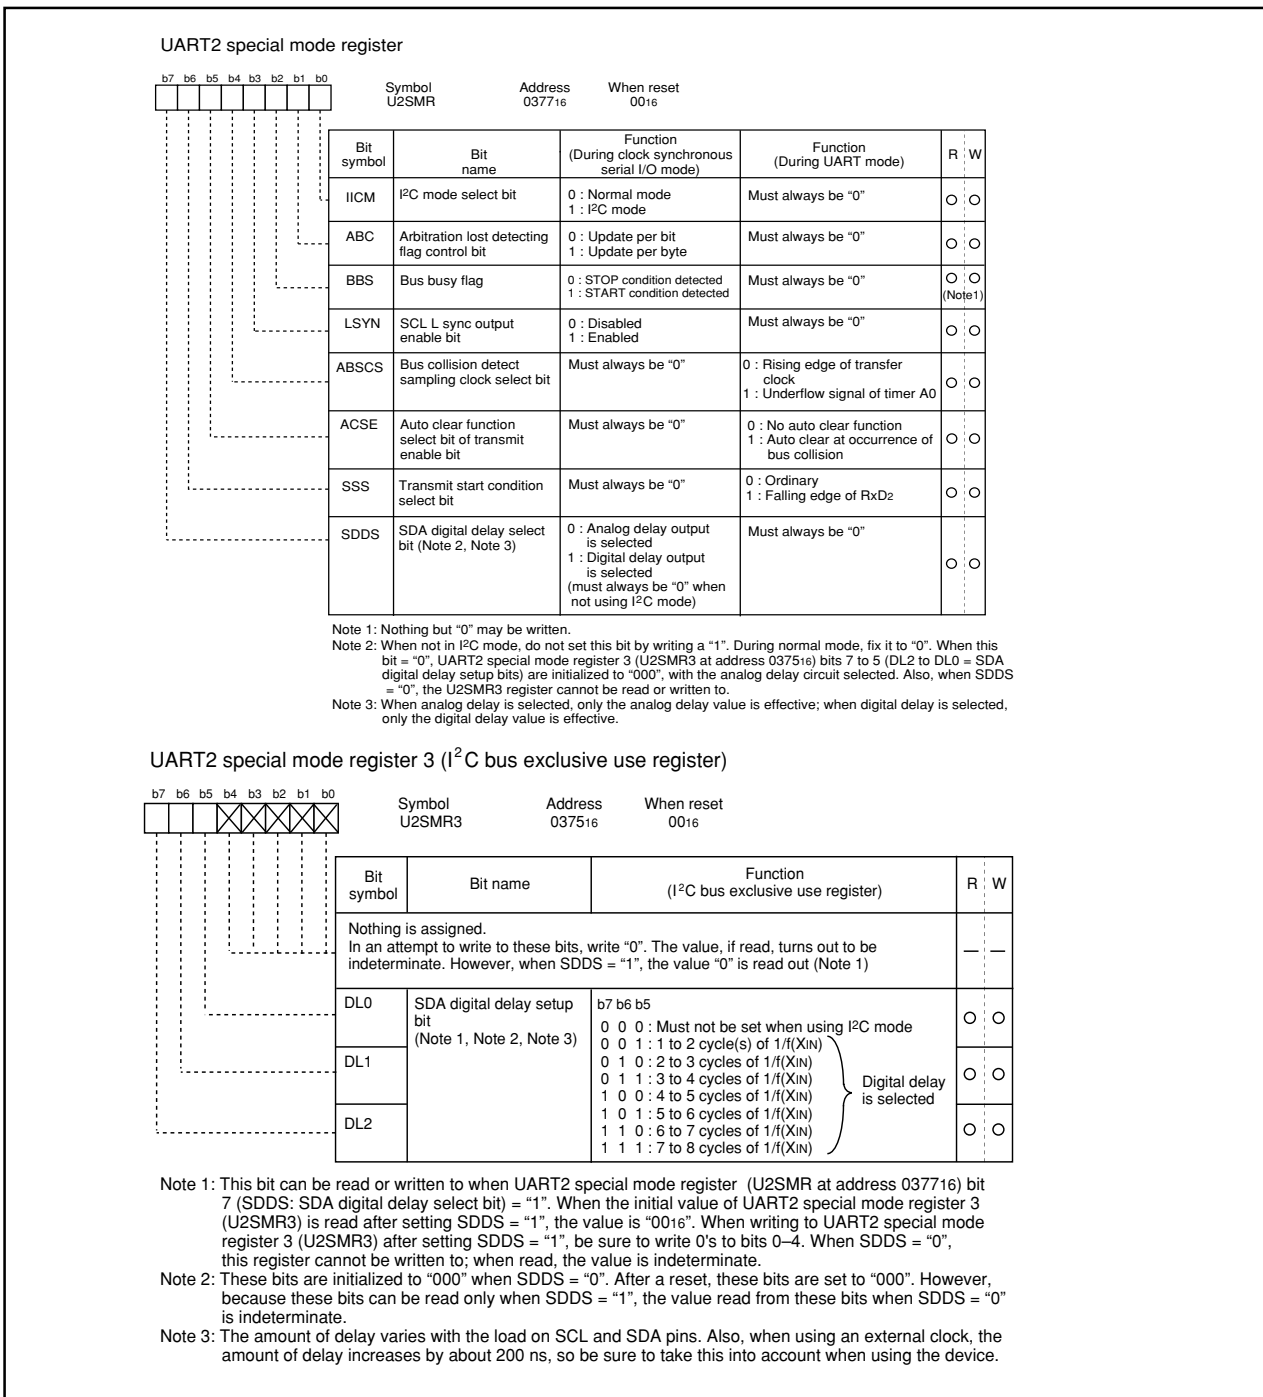 UART2 special mode register
b7 b6 b5 b4 b3 b2 b1 b0
Symbol Address When reset
U2SMR 037716 0016
Bit symbol Bit name Function (During clock synchronous serial I/O mode) Function (During UART mode) R W
IICM I2C mode select bit 0 : Normal mode Must always be “0”
1 : I2C mode
ABC Arbitration lost detecting 0 : Update per bit Must always be “0”
flag control bit 1 : Update per byte
BBS Bus busy flag 0 : STOP condition detected Must always be “0”
1 : START condition detected (Note1)
LSYN SCL L sync output 0 : Disabled Must always be “0”
enable bit 1 : Enabled
ABSCS Bus collision detect Must always be “0” 0 : Rising edge of transfer
sampling clock select bit clock
1 : Underflow signal of timer A0
ACSE Auto clear function Must always be “0” 0 : No auto clear function
select bit of transmit 1 : Auto clear at occurrence of
enable bit bus collision
SSS Transmit start condition Must always be “0” 0 : Ordinary
select bit 1 : Falling edge of RxD2
SDDS SDA digital delay select 0 : Analog delay output Must always be “0”
bit (Note 2, Note 3) is selected
1 : Digital delay output
is selected
(must always be “0” when
not using I2C mode)
Note 1: Nothing but “0” may be written.
Note 2: When not in I2C mode, do not set this bit by writing a “1”. During normal mode, fix it to “0”. When this
bit = “0”, UART2 special mode register 3 (U2SMR3 at address 037516) bits 7 to 5 (DL2 to DL0 = SDA
digital delay setup bits) are initialized to “000”, with the analog delay circuit selected. Also, when SDDS
= “0”, the U2SMR3 register cannot be read or written to.
Note 3: When analog delay is selected, only the analog delay value is effective; when digital delay is selected,
only the digital delay value is effective.
UART2 special mode register 3 (I2C bus exclusive use register)
b7 b6 b5 b4 b3 b2 b1 b0
Symbol Address When reset
U2SMR3 037516 0016
Bit symbol Bit name Function (I2C bus exclusive use register) R W
Nothing is assigned.
In an attempt to write to these bits, write “0”. The value, if read, turns out to be
indeterminate. However, when SDDS = “1”, the value “0” is read out (Note 1)
— —
DL0 SDA digital delay setup b7 b6 b5
bit
(Note 1, Note 2, Note 3)
0 0 0 : Must not be set when using I2C mode
0 0 1 : 1 to 2 cycle(s) of 1/f(XIN)
DL1 0 1 0 : 2 to 3 cycles of 1/f(XIN)
0 1 1 : 3 to 4 cycles of 1/f(XIN)
Digital delay
is selected
1 0 0 : 4 to 5 cycles of 1/f(XIN)
1 0 1 : 5 to 6 cycles of 1/f(XIN)
DL2 1 1 0 : 6 to 7 cycles of 1/f(XIN)
1 1 1 : 7 to 8 cycles of 1/f(XIN)
Note 1: This bit can be read or written to when UART2 special mode register (U2SMR at address 037716) bit
7 (SDDS: SDA digital delay select bit) = “1”. When the initial value of UART2 special mode register 3
(U2SMR3) is read after setting SDDS = “1”, the value is “0016”. When writing to UART2 special mode
register 3 (U2SMR3) after setting SDDS = “1”, be sure to write 0's to bits 0–4. When SDDS = “0”,
this register cannot be written to; when read, the value is indeterminate.
Note 2: These bits are initialized to “000” when SDDS = “0”. After a reset, these bits are set to “000”. However,
because these bits can be read only when SDDS = “1”, the value read from these bits when SDDS = “0”
is indeterminate.
Note 3: The amount of delay varies with the load on SCL and SDA pins. Also, when using an external clock, the
amount of delay increases by about 200 ns, so be sure to take this into account when using the device.